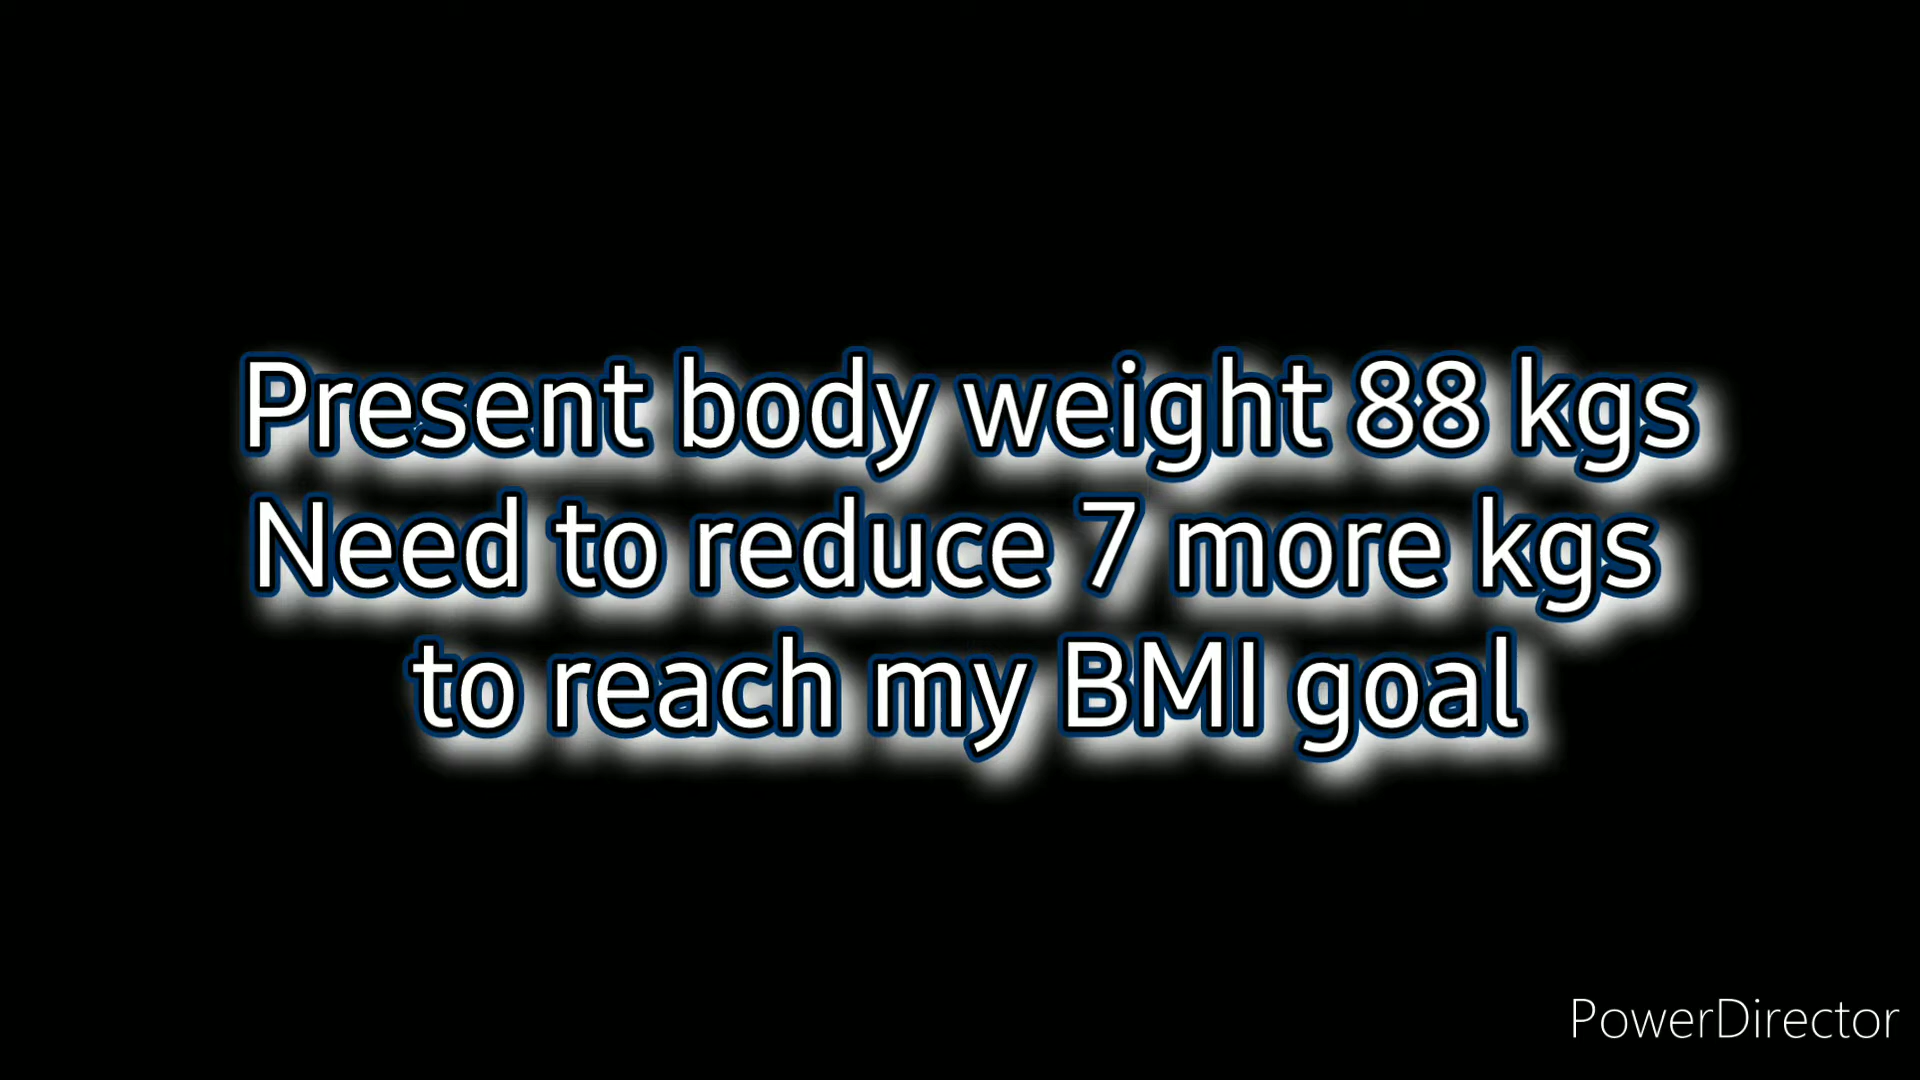 Present body weight 88 kgs
Need to reduce 7 more kgs
to reach my BMI goal
PowerDirector